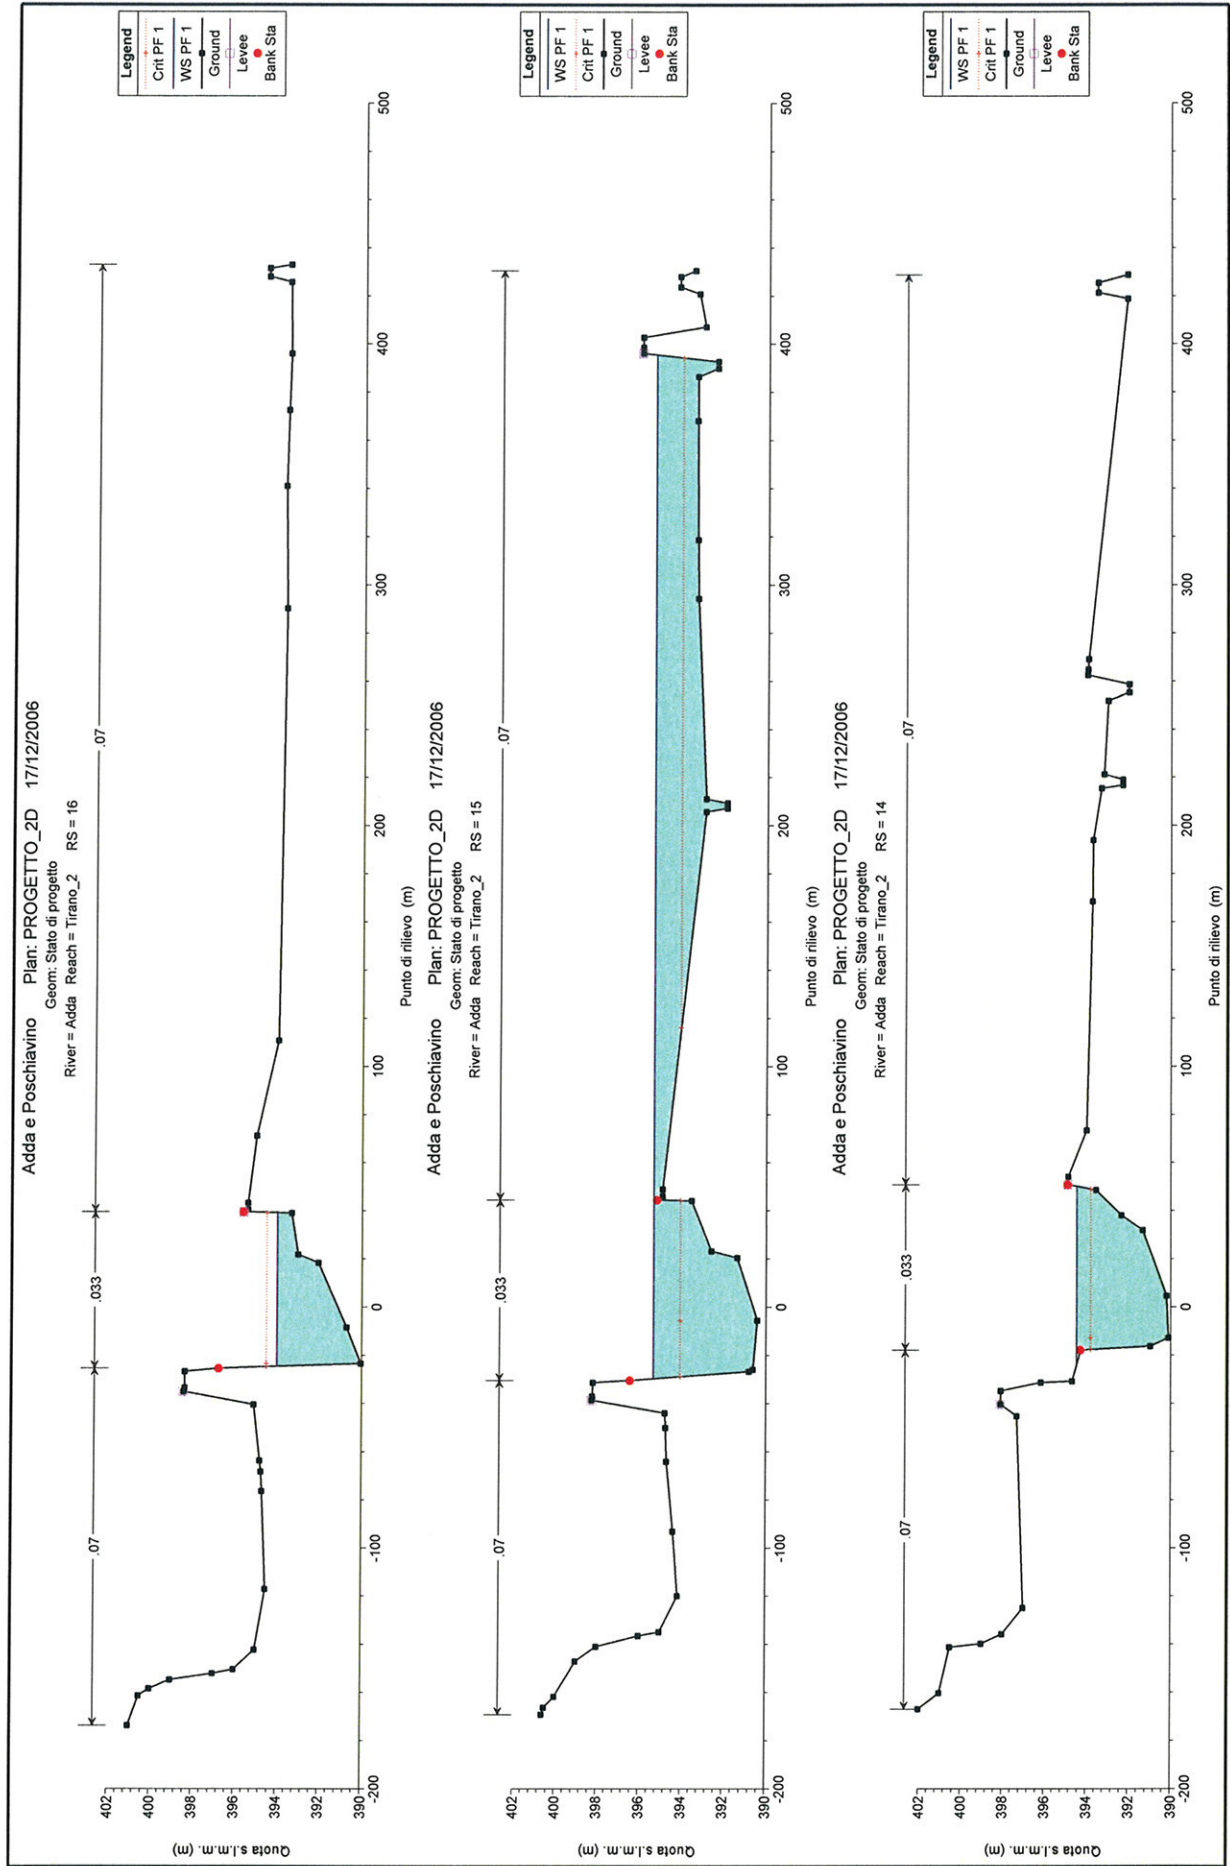 Adda e Poschiavino Plan: PROGETTO_2D 17/12/2006
Geom: Stato di progetto
River = Adda Reach = Tirano_2 RS = 16
.07
.033
.07
Legend
Crit PF 1
WS PF 1
Ground
Levee
Bank Sta
Quota s.l.m.m. (m)
402
400
398
396
394
392
390
-200
-100
0
100
200
300
400
500
Punto di rilievo (m)
Adda e Poschiavino Plan: PROGETTO_2D 17/12/2006
Geom: Stato di progetto
River = Adda Reach = Tirano_2 RS = 15
.07
.033
.07
Legend
WS PF 1
Crit PF 1
Ground
Levee
Bank Sta
Quota s.l.m.m. (m)
402
400
398
396
394
392
390
-200
-100
0
100
200
300
400
500
Punto di rilievo (m)
Adda e Poschiavino Plan: PROGETTO_2D 17/12/2006
Geom: Stato di progetto
River = Adda Reach = Tirano_2 RS = 14
.07
.033
.07
Legend
WS PF 1
Crit PF 1
Ground
Levee
Bank Sta
Quota s.l.m.m. (m)
402
400
398
396
394
392
390
-200
-100
0
100
200
300
400
500
Punto di rilievo (m)